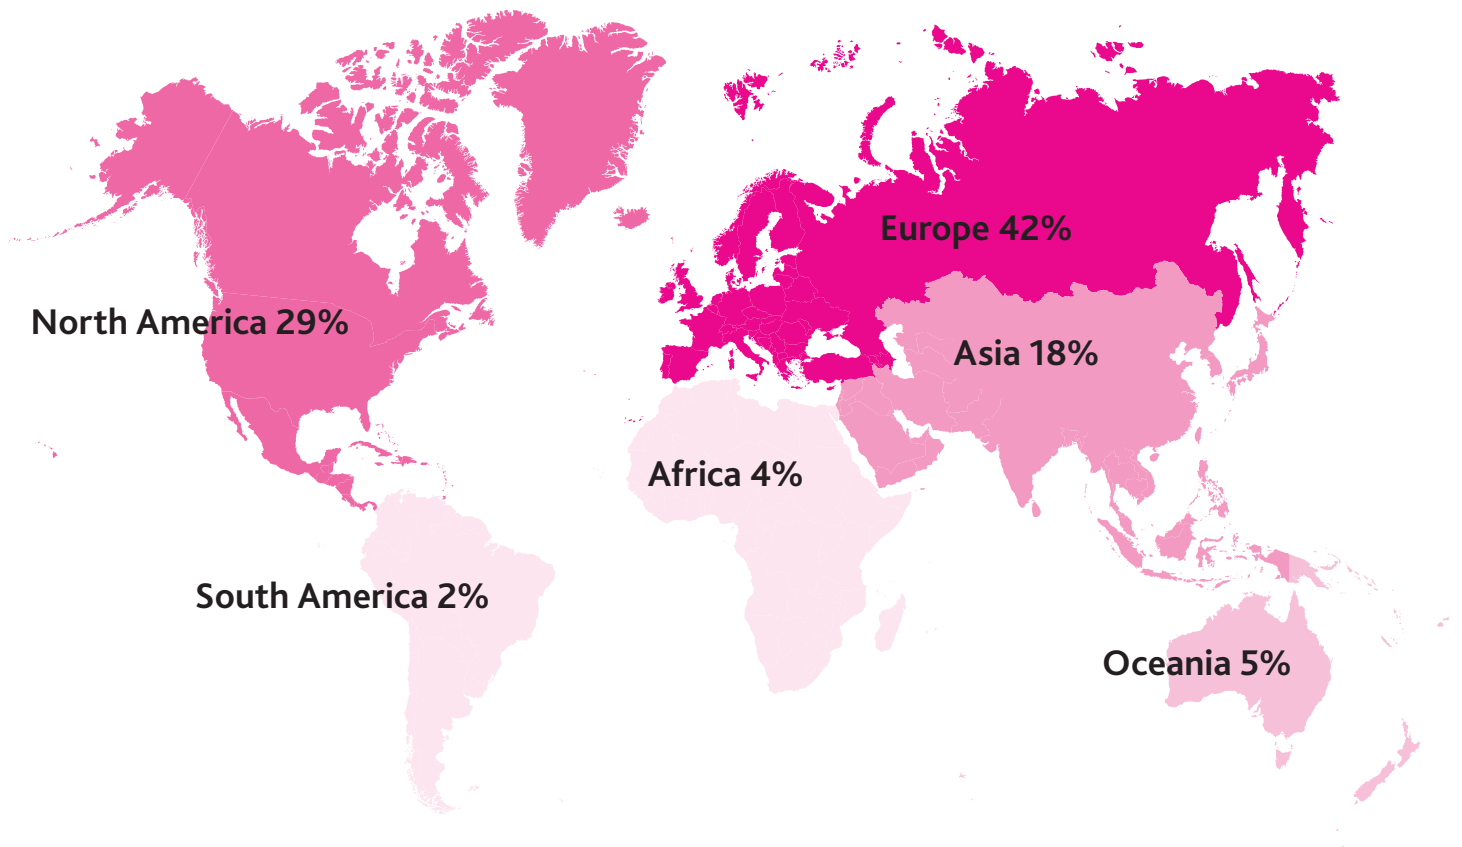 Europe 42%
North America 29%
Asia 18%
Africa 4%
South America 2%
Oceania 5%